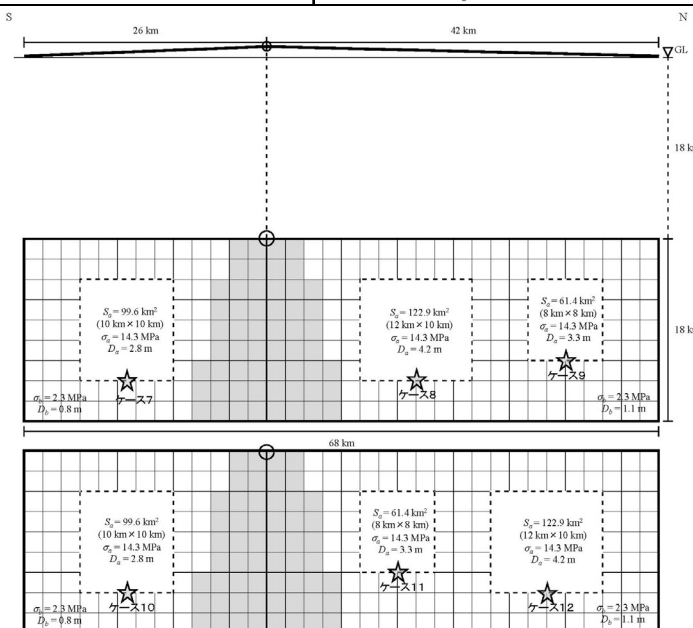 S
N
26 km
42 km
GL
18 k
Sₐ = 99.6 km²
(10 km × 10 km)
σₐ = 14.3 MPa
Dₐ = 2.8 m
ケース7
Sₐ = 122.9 km²
(12 km × 10 km)
σₐ = 14.3 MPa
Dₐ = 4.2 m
ケース8
Sₐ = 61.4 km²
(8 km × 8 km)
σₐ = 14.3 MPa
Dₐ = 3.3 m
ケース9
σb = 2.3 MPa
Db = 0.8 m
σb = 2.3 MPa
Db = 1.1 m
18 k
68 km
Sₐ = 99.6 km²
(10 km × 10 km)
σₐ = 14.3 MPa
Dₐ = 2.8 m
ケース10
Sₐ = 61.4 km²
(8 km × 8 km)
σₐ = 14.3 MPa
Dₐ = 3.3 m
ケース11
Sₐ = 122.9 km²
(12 km × 10 km)
σₐ = 14.3 MPa
Dₐ = 4.2 m
ケース12
σb = 2.3 MPa
Db = 0.8 m
σb = 2.3 MPa
Db = 1.1 m